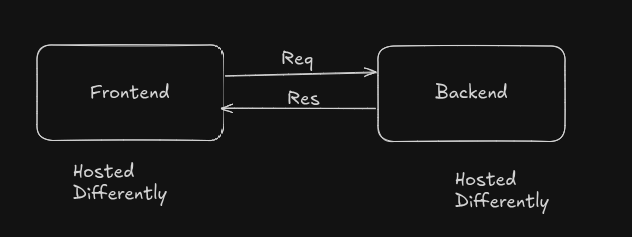 Req
Frontend
Backend
Res
Hosted
Differently
Hosted
Differently